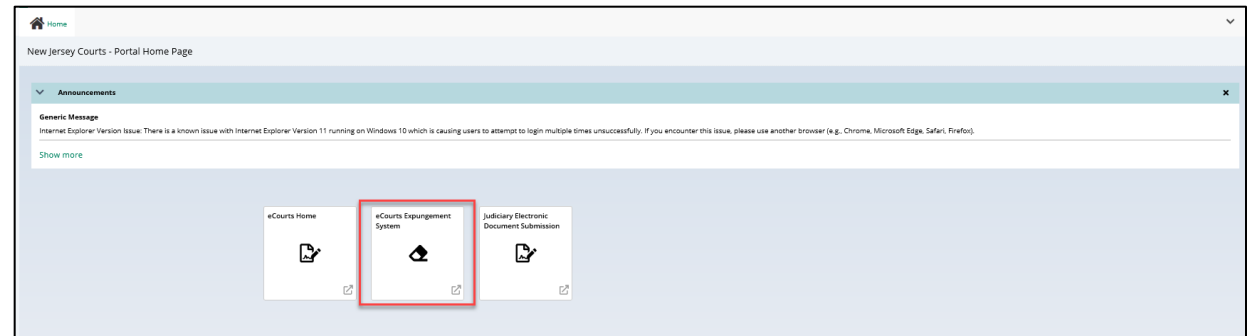 Home
New Jersey Courts - Portal Home Page
Announcements
Generic Message
Internet Explorer Version Issue: There is a known issue with Internet Explorer Version 11 running on Windows 10 which is causing users to attempt to login multiple times unsuccessfully. If you encounter this issue, please use another browser (e.g., Chrome, Microsoft Edge, Safari, Firefox).
Show more
eCourts Home
eCourts Expungement
System
Judiciary Electronic
Document Submission